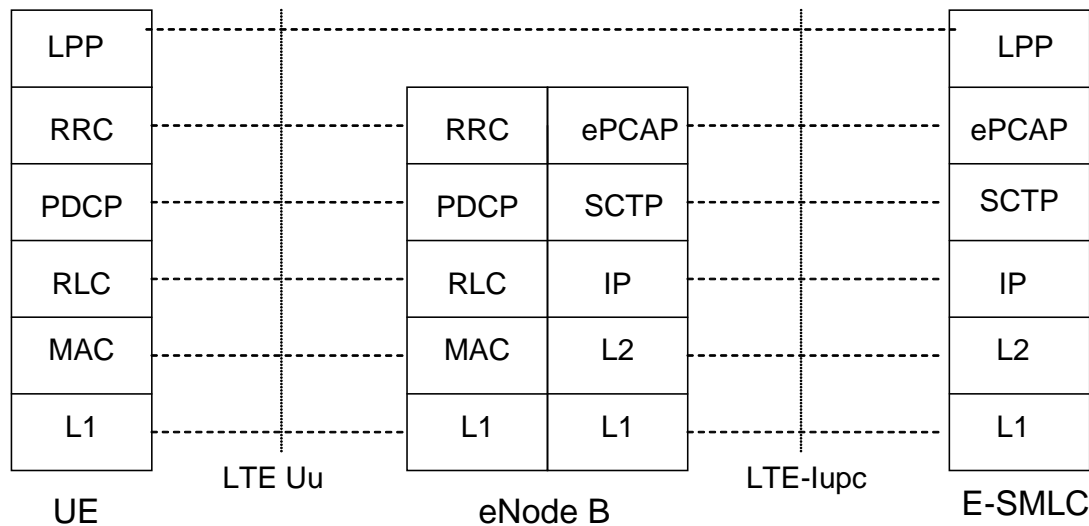 LPP LPP
RRC RRC ePCAP ePCAP
PDCP PDCP SCTP SCTP
RLC RLC IP IP
MAC MAC L2 L2
L1 L1 L1 L1
LTE Uu LTE-Iupc
UE eNode B E-SMLC